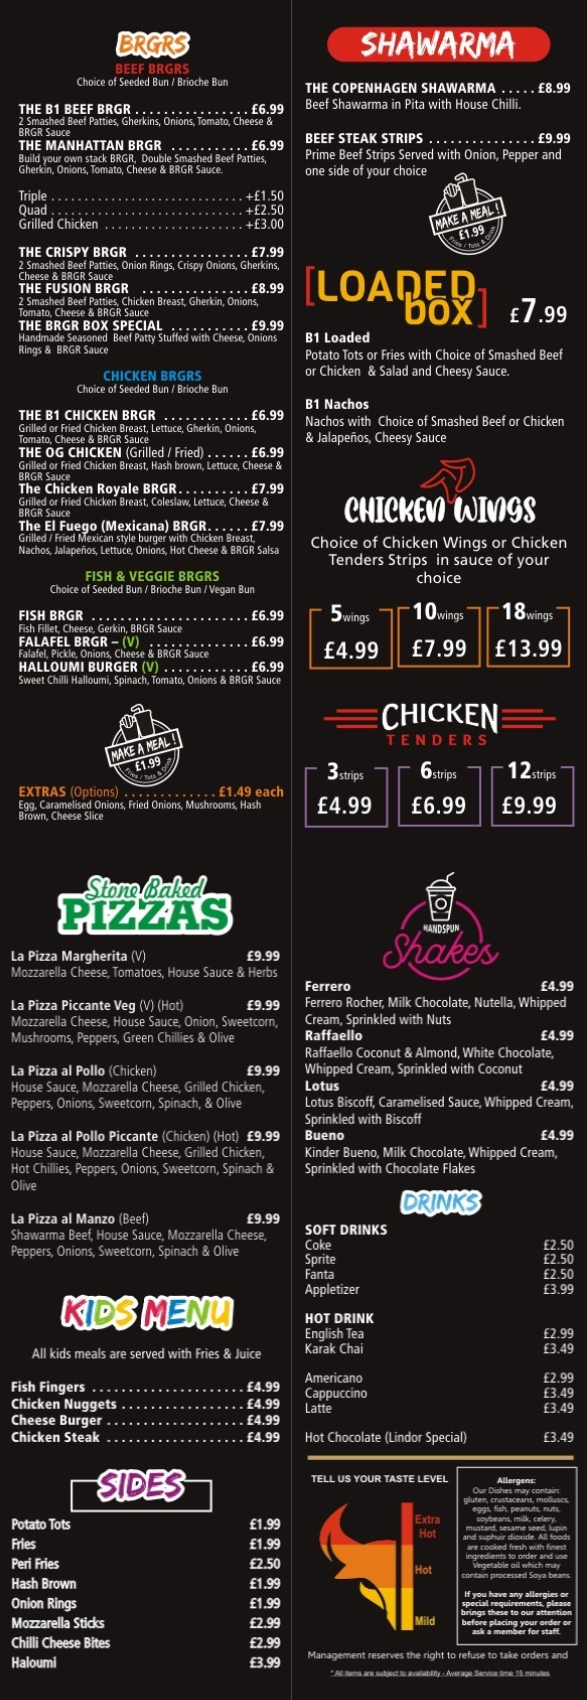 BRGRS
BEEF BRGRS
Choice of Seeded Bun / Brioche Bun
THE B1 BEEF BRGR . . . . . . . . . . . . . . . . £6.99
2 Smashed Beef Patties, Gherkins, Onions, Tomato, Cheese &
BRGR Sauce
THE MANHATTAN BRGR . . . . . . . . . . . £6.99
Build your own stack BRGR, Double Smashed Beef Patties,
Gherkin, Onions, Tomato, Cheese & BRGR Sauce.
Triple . . . . . . . . . . . . . . . . . . . . . . . . . . . +£1.50
Quad . . . . . . . . . . . . . . . . . . . . . . . . . . . +£2.50
Grilled Chicken . . . . . . . . . . . . . . . . . . . +£3.00
THE CRISPY BRGR . . . . . . . . . . . . . . . . £7.99
2 Smashed Beef Patties, Onion Rings, Crispy Onions, Gherkins,
Cheese & BRGR Sauce
THE FUSION BRGR . . . . . . . . . . . . . . . . £8.99
2 Smashed Beef Patties, Chicken Breast, Gherkin, Onions,
Tomato, Cheese & BRGR Sauce
THE BRGR BOX SPECIAL . . . . . . . . . . . £9.99
Handmade Seasoned Beef Patty Stuffed with Cheese, Onions
Rings & BRGR Sauce
CHICKEN BRGRS
Choice of Seeded Bun / Brioche Bun
THE B1 CHICKEN BRGR . . . . . . . . . . . . £6.99
Grilled or Fried Chicken Breast, Lettuce, Gherkin, Onions,
Tomato, Cheese & BRGR Sauce
THE OG CHICKEN (Grilled / Fried) . . . . . . £6.99
Grilled or Fried Chicken Breast, Hash brown, Lettuce, Cheese &
BRGR Sauce
The Chicken Royale BRGR. . . . . . . . . . £7.99
Grilled or Fried Chicken Breast, Coleslaw, Lettuce, Cheese &
BRGR Sauce
The El Fuego (Mexicana) BRGR. . . . . . £7.99
Grilled / Fried Mexican style burger with Chicken Breast,
Nachos, Jalapeños, Lettuce, Onions, Hot Cheese & BRGR Salsa
FISH & VEGGIE BRGRS
Choice of Seeded Bun / Brioche Bun / Vegan Bun
FISH BRGR . . . . . . . . . . . . . . . . . . . . . . . £6.99
Fish Fillet, Cheese, Gerkin, BRGR Sauce
FALAFEL BRGR – (V) . . . . . . . . . . . . . . £6.99
Falafel, Pickle, Onions, Cheese & BRGR Sauce
HALLOUMI BURGER (V) . . . . . . . . . . . . £6.99
Sweet Chilli Halloumi, Spinach, Tomato, Onions & BRGR Sauce
MAKE A MEAL!
£1.99
Fries / Tots & Drink
EXTRAS (Options) . . . . . . . . . . . . . £1.49 each
Egg, Caramelised Onions, Fried Onions, Mushrooms, Hash
Brown, Cheese Slice
Stone Baked
PIZZAS
La Pizza Margherita (V) £9.99
Mozzarella Cheese, Tomatoes, House Sauce & Herbs
La Pizza Piccante Veg (V) (Hot) £9.99
Mozzarella Cheese, House Sauce, Onion, Sweetcorn,
Mushrooms, Peppers, Green Chillies & Olive
La Pizza al Pollo (Chicken) £9.99
House Sauce, Mozzarella Cheese, Grilled Chicken,
Peppers, Onions, Sweetcorn, Spinach, & Olive
La Pizza al Pollo Piccante (Chicken) (Hot) £9.99
House Sauce, Mozzarella Cheese, Grilled Chicken,
Hot Chillies, Peppers, Onions, Sweetcorn, Spinach &
Olive
La Pizza al Manzo (Beef) £9.99
Shawarma Beef, House Sauce, Mozzarella Cheese,
Peppers, Onions, Sweetcorn, Spinach & Olive
KIDS MENU
All kids meals are served with Fries & Juice
Fish Fingers . . . . . . . . . . . . . . . . . . . . . £4.99
Chicken Nuggets . . . . . . . . . . . . . . . . . £4.99
Cheese Burger . . . . . . . . . . . . . . . . . . . £4.99
Chicken Steak . . . . . . . . . . . . . . . . . . . £4.99
SIDES
Potato Tots £1.99
Fries £1.99
Peri Fries £2.50
Hash Brown £1.99
Onion Rings £1.99
Mozzarella Sticks £2.99
Chilli Cheese Bites £2.99
Haloumi £3.99
SHAWARMA
THE COPENHAGEN SHAWARMA . . . . . £8.99
Beef Shawarma in Pita with House Chilli.
BEEF STEAK STRIPS . . . . . . . . . . . . . . . £9.99
Prime Beef Strips Served with Onion, Pepper and
one side of your choice
MAKE A MEAL!
£1.99
Fries / Tots & Drink
[LOADED
BOX] £7.99
B1 Loaded
Potato Tots or Fries with Choice of Smashed Beef
or Chicken & Salad and Cheesy Sauce.
B1 Nachos
Nachos with Choice of Smashed Beef or Chicken
& Jalapeños, Cheesy Sauce
CHICKEN WINGS
Choice of Chicken Wings or Chicken
Tenders Strips in sauce of your
choice
5wings 10wings 18wings
£4.99 £7.99 £13.99
CHICKEN
TENDERS
3strips 6strips 12strips
£4.99 £6.99 £9.99
HANDSPUN
Shakes
Ferrero £4.99
Ferrero Rocher, Milk Chocolate, Nutella, Whipped
Cream, Sprinkled with Nuts
Raffaello £4.99
Raffaello Coconut & Almond, White Chocolate,
Whipped Cream, Sprinkled with Coconut
Lotus £4.99
Lotus Biscoff, Caramelised Sauce, Whipped Cream,
Sprinkled with Biscoff
Bueno £4.99
Kinder Bueno, Milk Chocolate, Whipped Cream,
Sprinkled with Chocolate Flakes
DRINKS
SOFT DRINKS
Coke £2.50
Sprite £2.50
Fanta £2.50
Appletizer £3.99
HOT DRINK
English Tea £2.99
Karak Chai £3.49
Americano £2.99
Cappuccino £3.49
Latte £3.49
Hot Chocolate (Lindor Special) £3.49
TELL US YOUR TASTE LEVEL
Extra
Hot
Hot
Mild
Allergens:
Our Dishes may contain:
gluten, crustaceans, molluscs,
eggs, fish, peanuts, nuts,
soybeans, milk, celery,
mustard, sesame seed, lupin
and suphuir dioxide. All foods
are cooked fresh with finest
ingredients to order and use
Vegetable oil which may
contain processed Soya beans.
If you have any allergies or
special requirements, please
brings these to our attention
before placing your order or
ask a member for staff.
Management reserves the right to refuse to take orders and
* All items are subject to availability - Average Service time 15 minutes